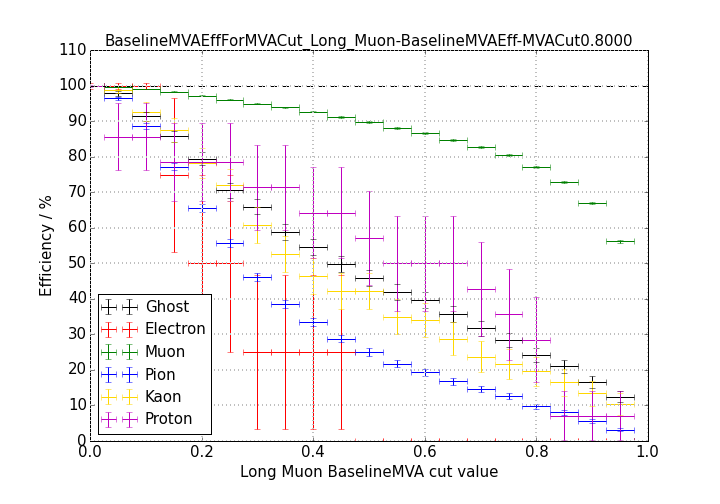 BaselineMVAEffForMVACut_Long_Muon-BaselineMVAEff-MVACut0.8000
110
100
90
80
70
60
50
40
30
20
10
0
Efficiency / %
Ghost
Electron
Muon
Pion
Kaon
Proton
0.0 0.2 0.4 0.6 0.8 1.0
Long Muon BaselineMVA cut value